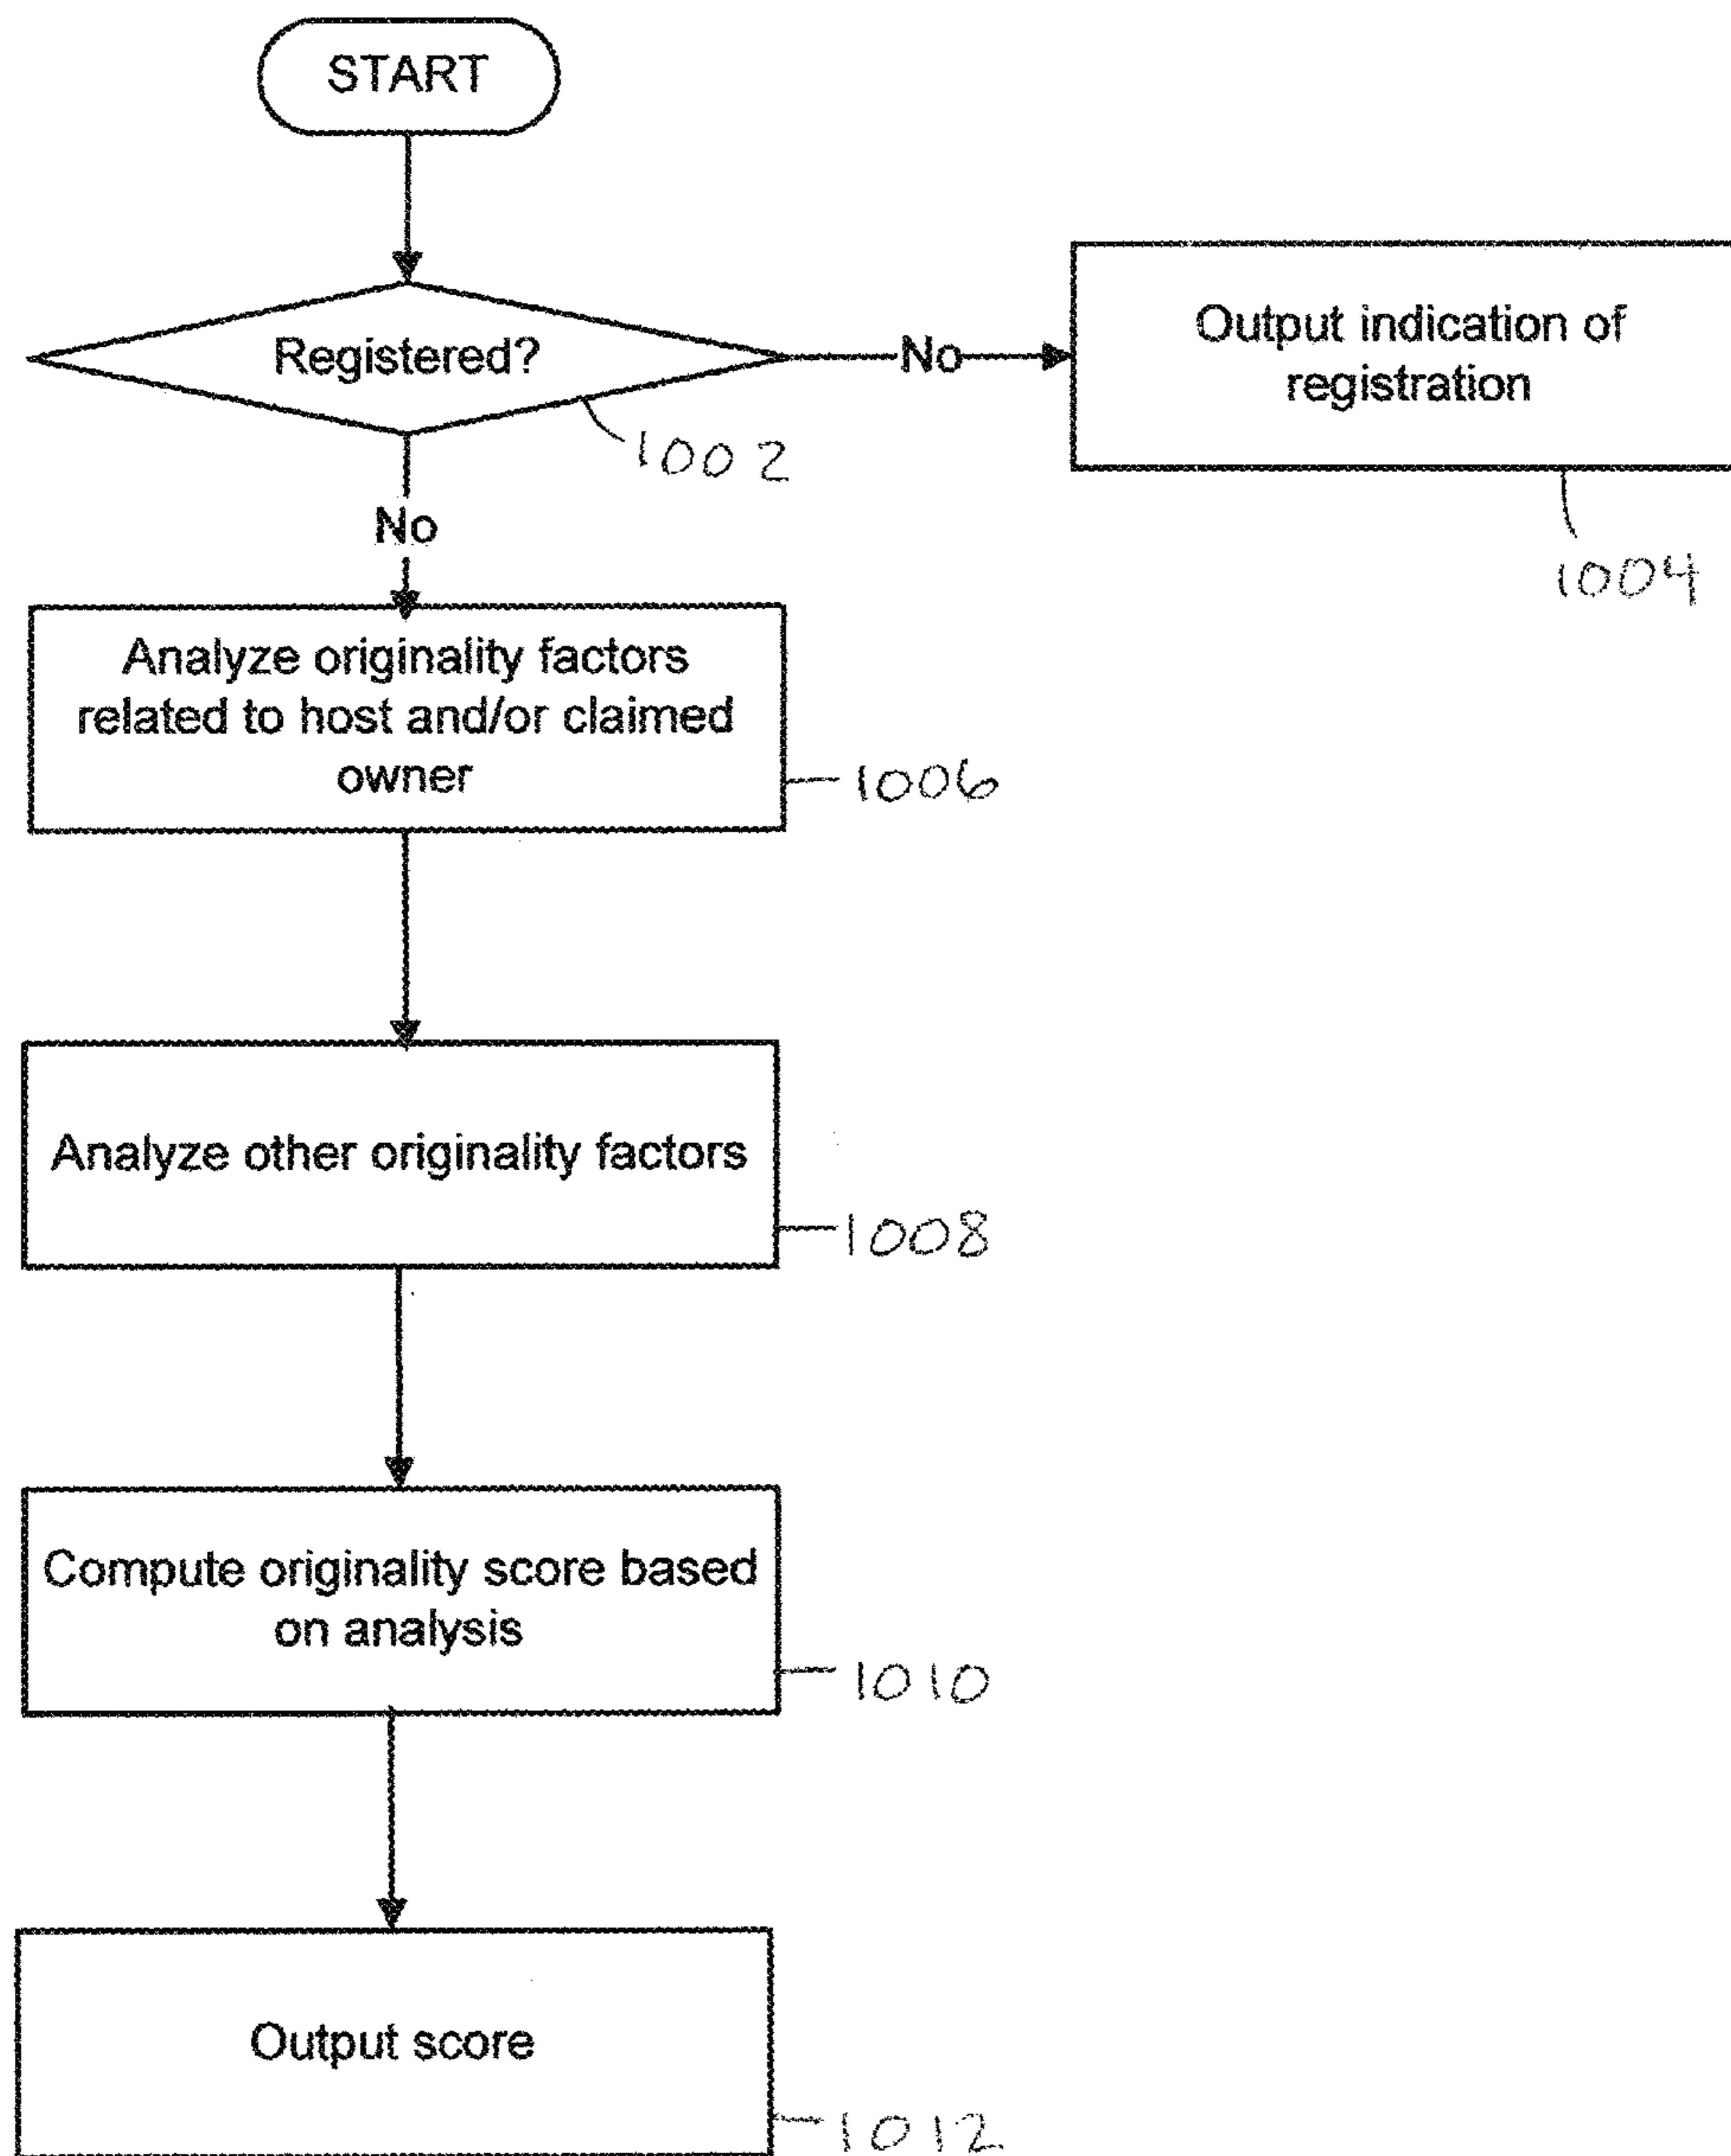 START
Registered?
No
Output indication of
registration
1002
1004
No
Analyze originality factors
related to host and/or claimed
owner
1006
Analyze other originality factors
1008
Compute originality score based
on analysis
1010
Output score
1012